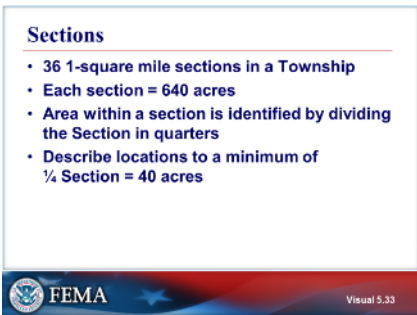 Sections
• 36 1-square mile sections in a Township
• Each section = 640 acres
• Area within a section is identified by dividing
the Section in quarters
• Describe locations to a minimum of
¼ Section = 40 acres
FEMA
Visual 5.33